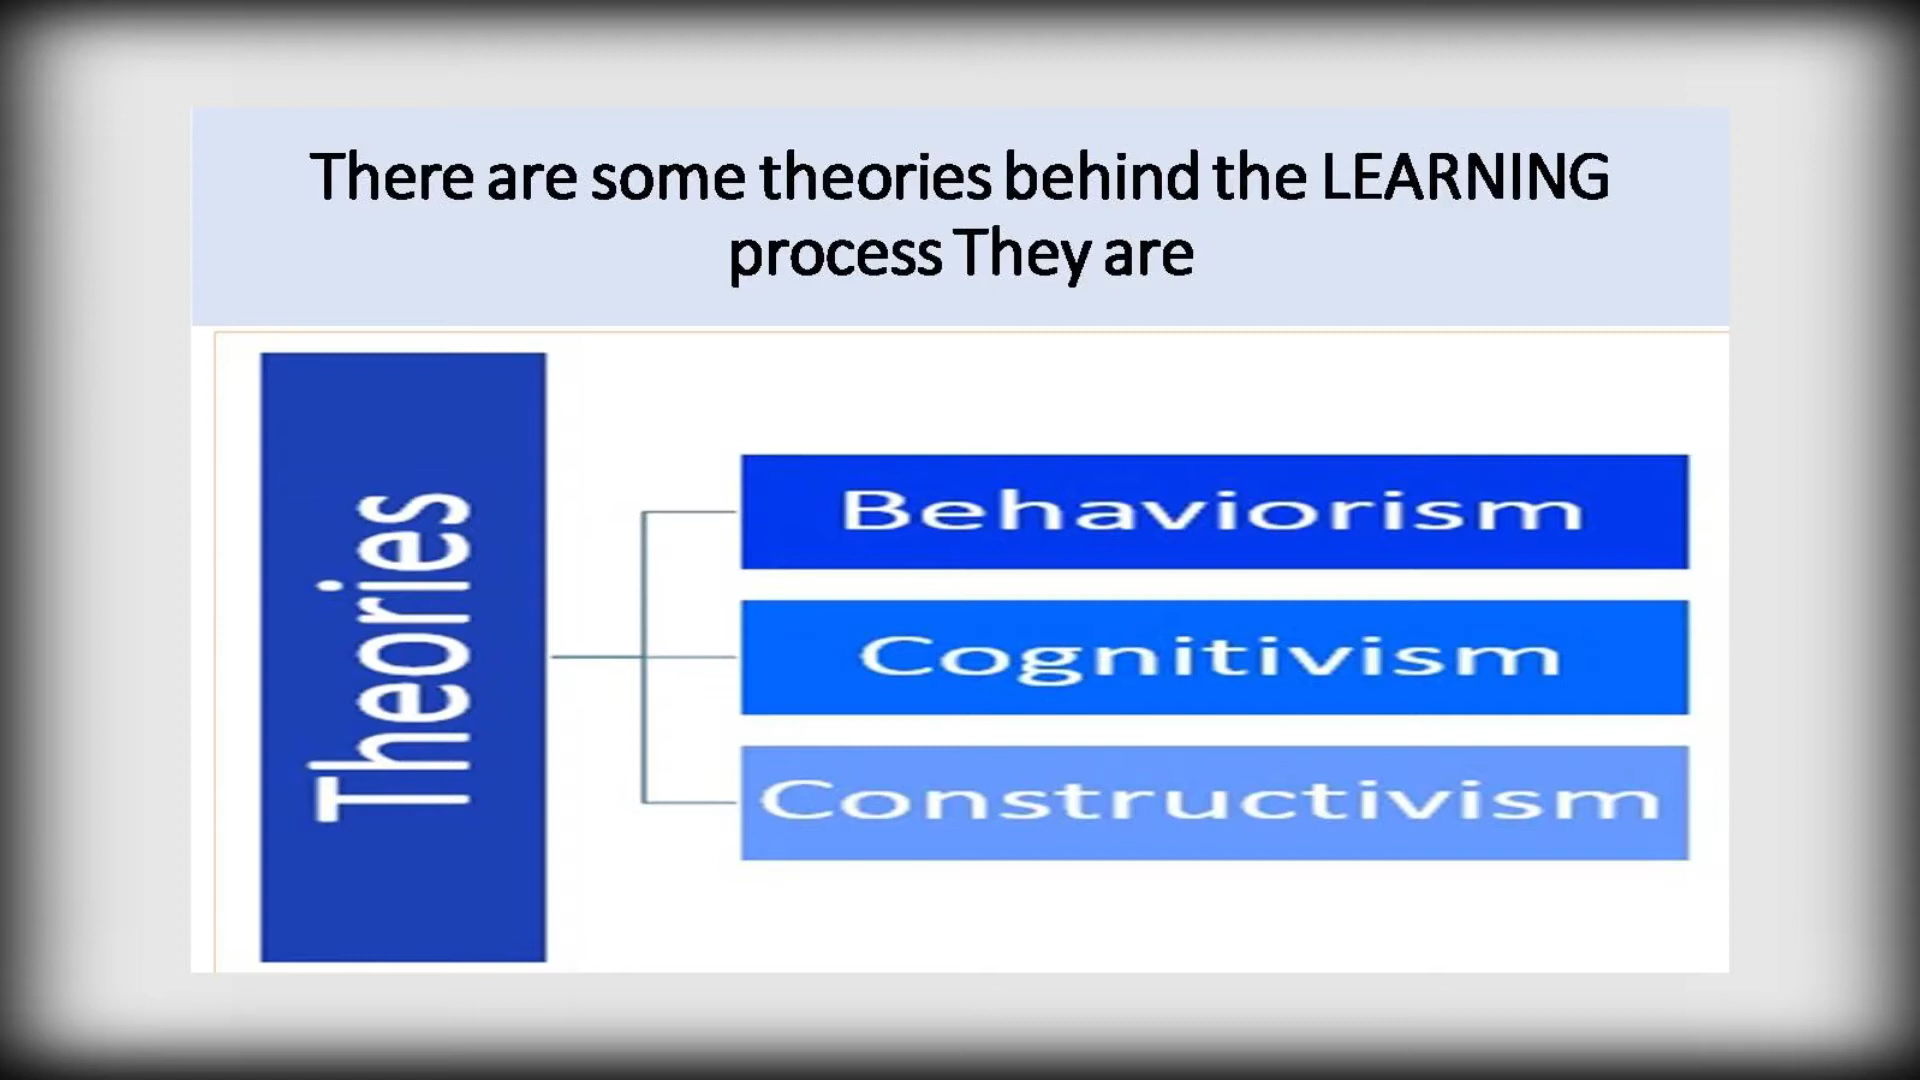 There are some theories behind the LEARNING
process They are
Theories
Behaviorism
Cognitivism
Constructivism